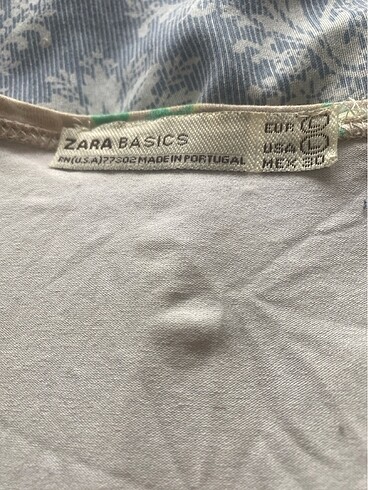 ZARA BASICS
RN(U.S.A)77302 MADE IN PORTUGAL
EUR
USA
MEX 30